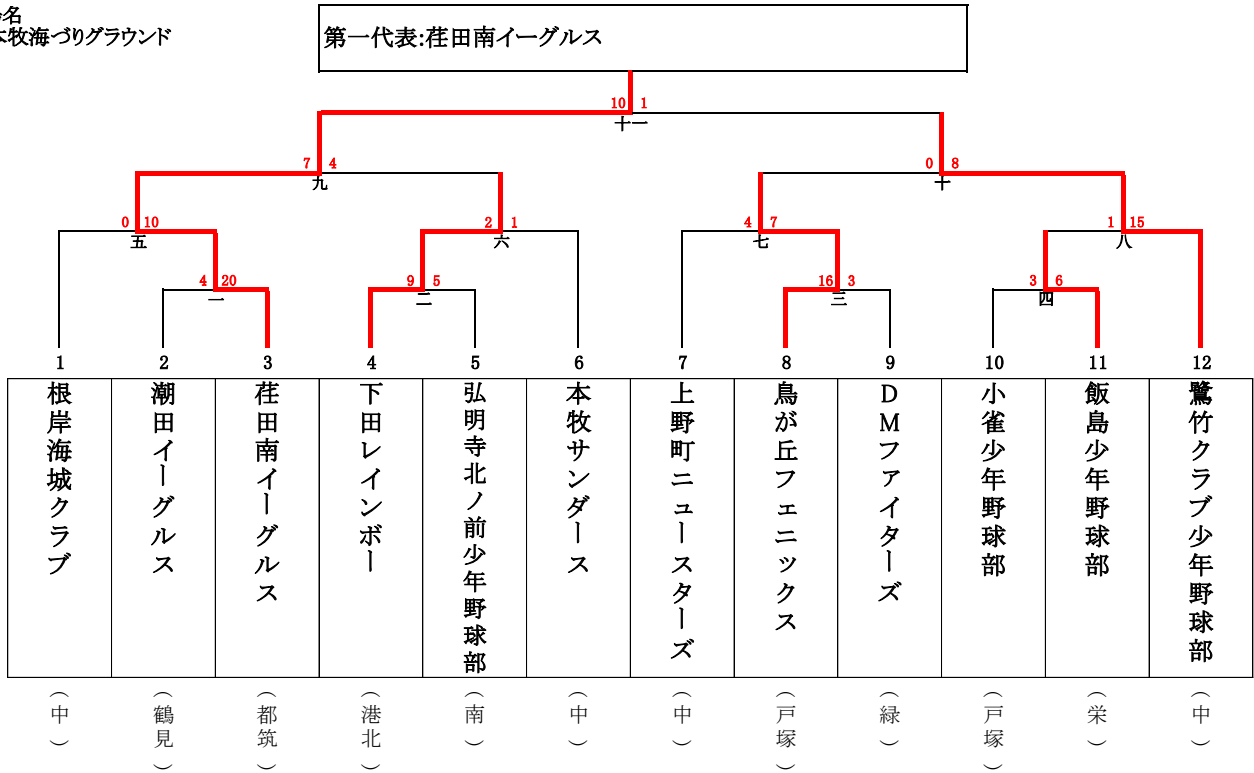 名
牧海づりグラウンド
第一代表:荏田南イーグルス
10 1
十一
7 4
九
0 8
十
0 10
五
2 1
六
4 7
七
1 15
八
4 20
一
9 5
二
16 3
三
3 6
四
1 2 3 4 5 6 7 8 9 10 11 12
根岸海城クラブ
潮田イーグルス
荏田南イーグルス
下田レインボー
弘明寺北ノ前少年野球部
本牧サンダース
上野町ニュースターズ
鳥が丘フェニックス
DMファイターズ
小雀少年野球部
飯島少年野球部
鷺竹クラブ少年野球部
（中）
（鶴見）
（都筑）
（港北）
（南）
（中）
（中）
（戸塚）
（緑）
（戸塚）
（栄）
（中）